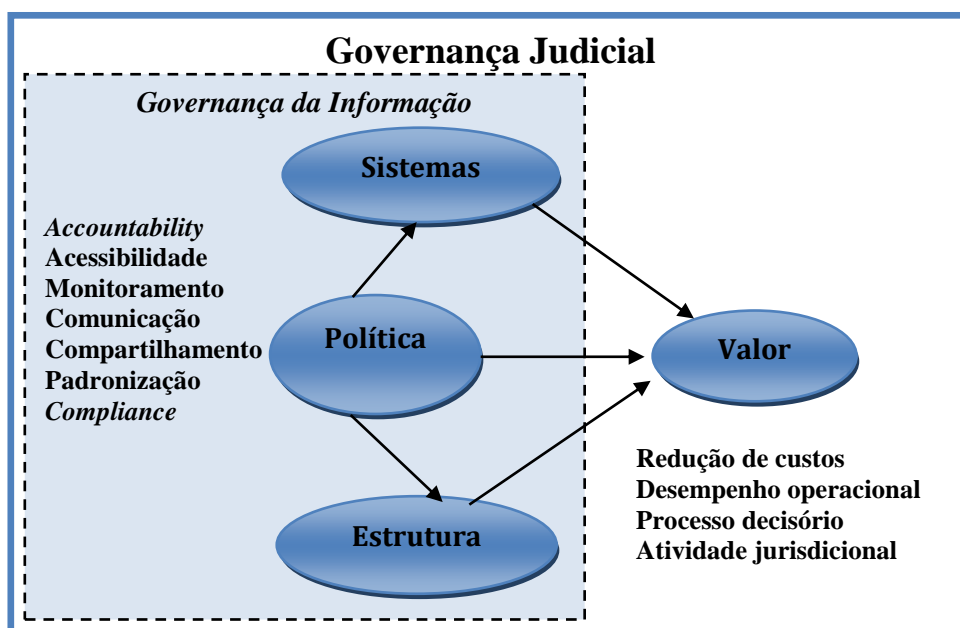 Governança Judicial
Governança da Informação
Sistemas
Accountability
Acessibilidade
Monitoramento
Comunicação
Compartilhamento
Padronização
Compliance
Política
Valor
Estrutura
Redução de custos
Desempenho operacional
Processo decisório
Atividade jurisdicional